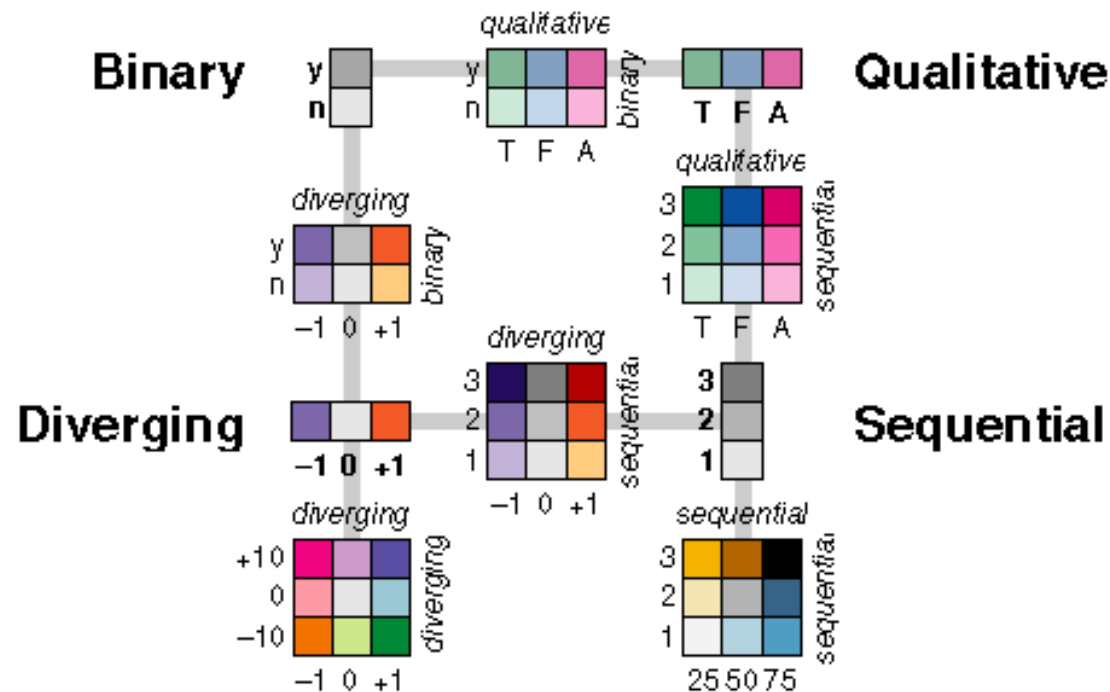 qualitative
Binary
y
n
y
n
binary
T F A
T F A
Qualitative
diverging
y
n
binary
–1 0 +1
qualitative
3
2
1
sequential
T F A
Diverging
–1 0 +1
diverging
3
2
1
sequential
–1 0 +1
3
2
1
Sequential
diverging
+10
0
–10
diverging
–1 0 +1
sequential
3
2
1
sequential
25 50 75